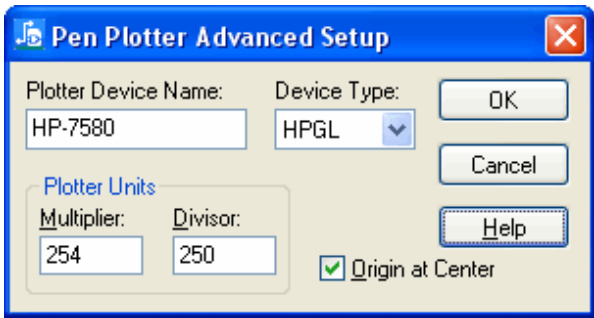 Pen Plotter Advanced Setup
Plotter Device Name: Device Type:
HP-7580 HPGL
OK
Cancel
Plotter Units
Multiplier: Divisor:
254 250
Help
Origin at Center